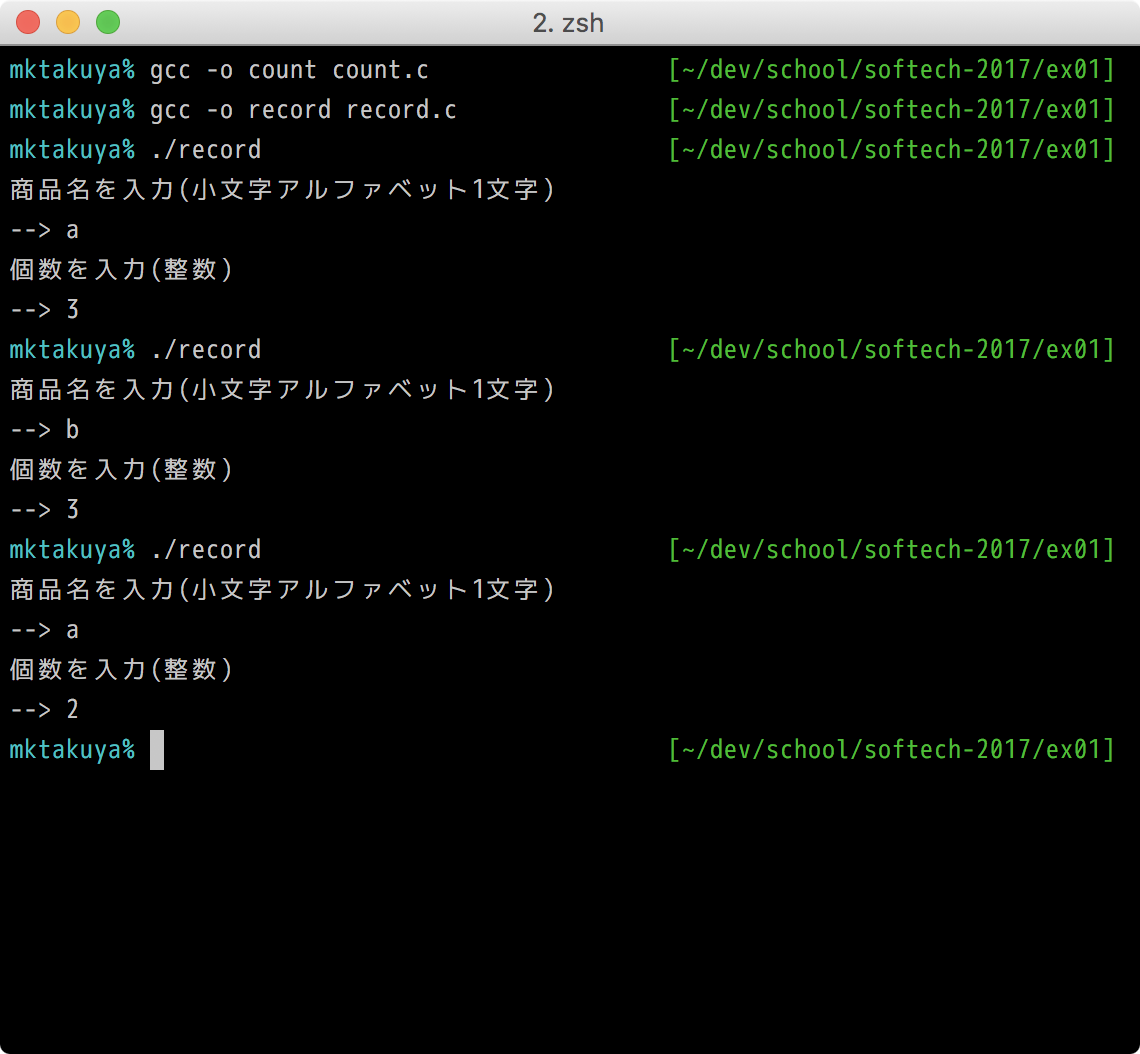 2. zsh
mktakuya% gcc -o count count.c [~/dev/school/softech-2017/ex01]
mktakuya% gcc -o record record.c [~/dev/school/softech-2017/ex01]
mktakuya% ./record [~/dev/school/softech-2017/ex01]
商品名を入力(小文字アルファベット1文字)
--> a
個数を入力(整数)
--> 3
mktakuya% ./record [~/dev/school/softech-2017/ex01]
商品名を入力(小文字アルファベット1文字)
--> b
個数を入力(整数)
--> 3
mktakuya% ./record [~/dev/school/softech-2017/ex01]
商品名を入力(小文字アルファベット1文字)
--> a
個数を入力(整数)
--> 2
mktakuya% [~/dev/school/softech-2017/ex01]